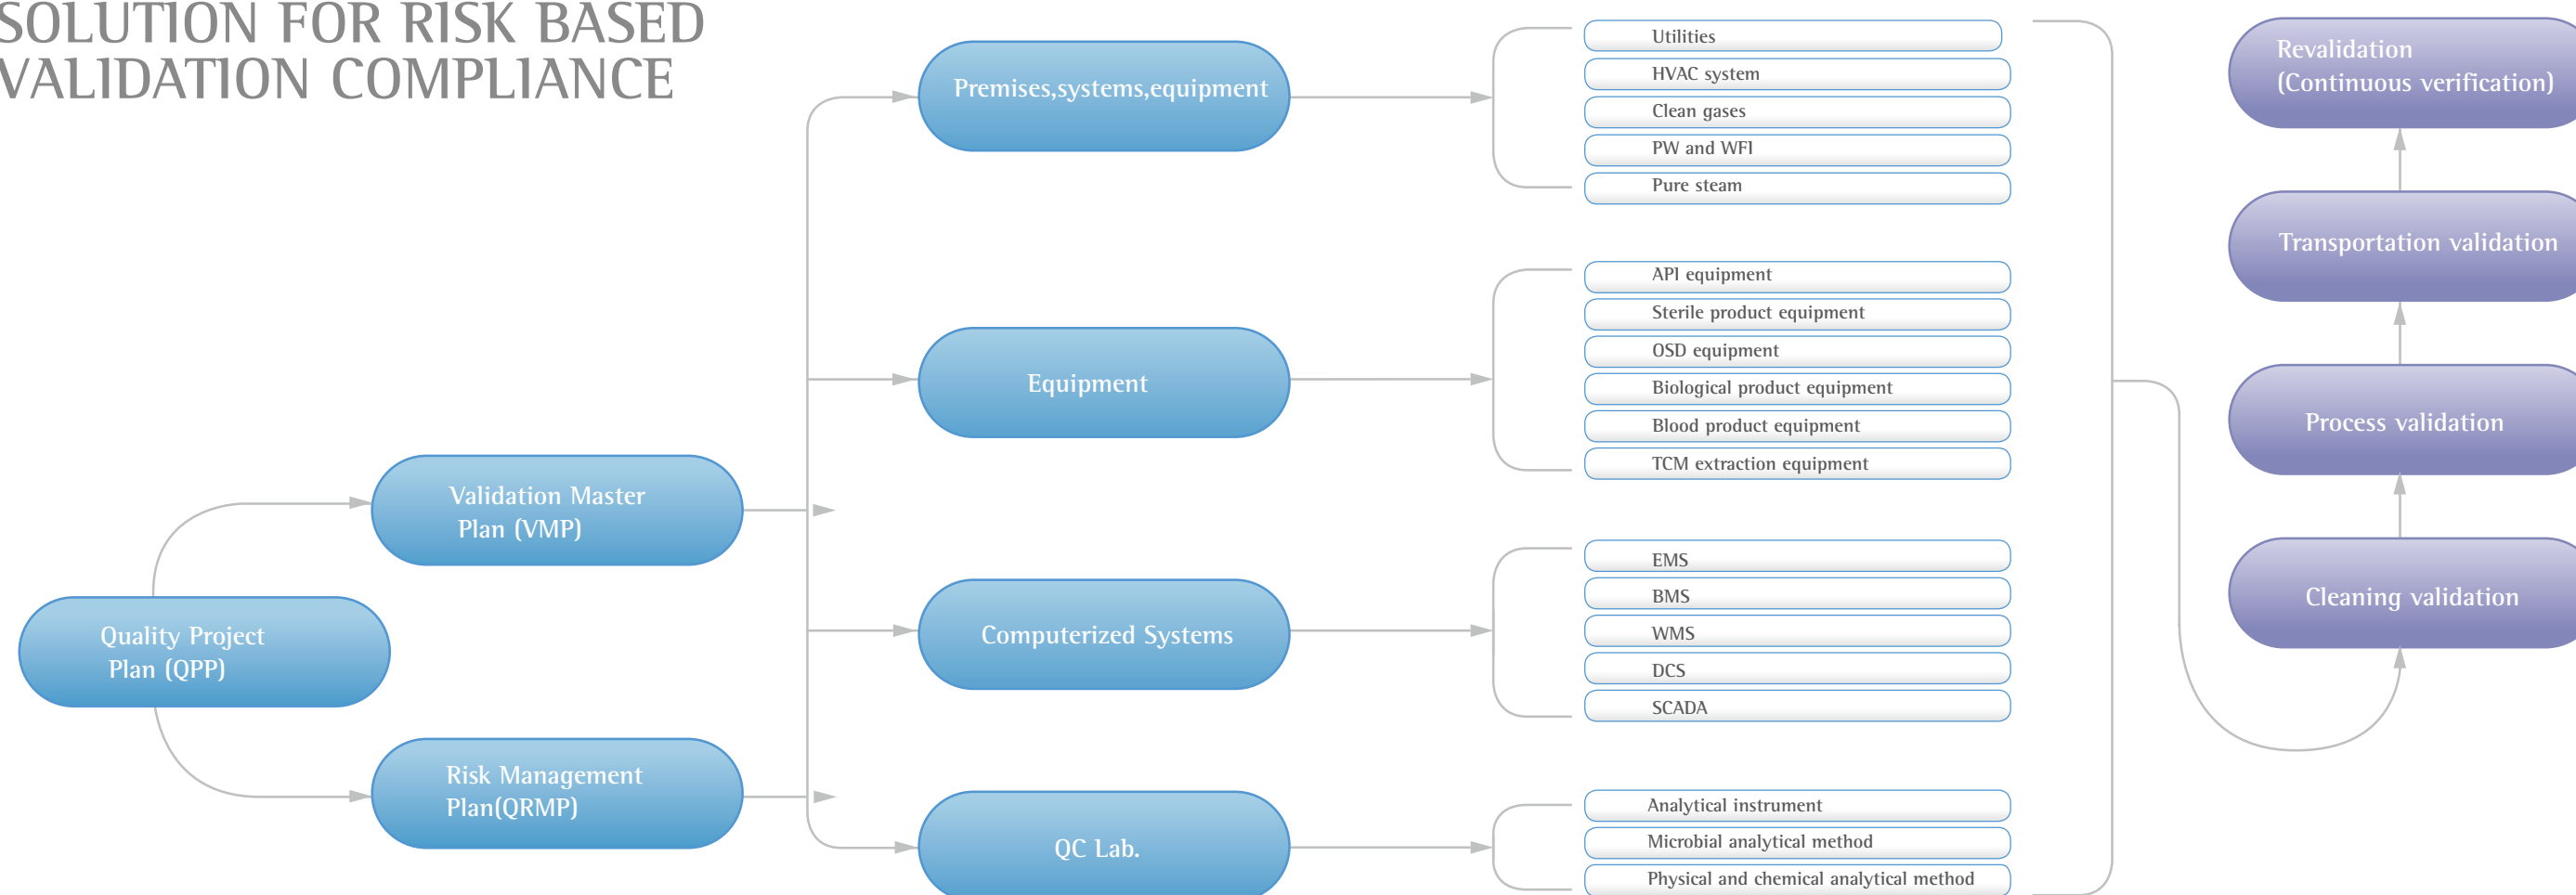 SOLUTION FOR RISK BASED
VALIDATION COMPLIANCE
Quality Project
Plan (QPP)
Validation Master
Plan (VMP)
Risk Management
Plan(QRMP)
Premises,systems,equipment
Equipment
Computerized Systems
QC Lab.
Utilities
HVAC system
Clean gases
PW and WFI
Pure steam
API equipment
Sterile product equipment
OSD equipment
Biological product equipment
Blood product equipment
TCM extraction equipment
EMS
BMS
WMS
DCS
SCADA
Analytical instrument
Microbial analytical method
Physical and chemical analytical method
Revalidation
(Continuous verification)
Transportation validation
Process validation
Cleaning validation